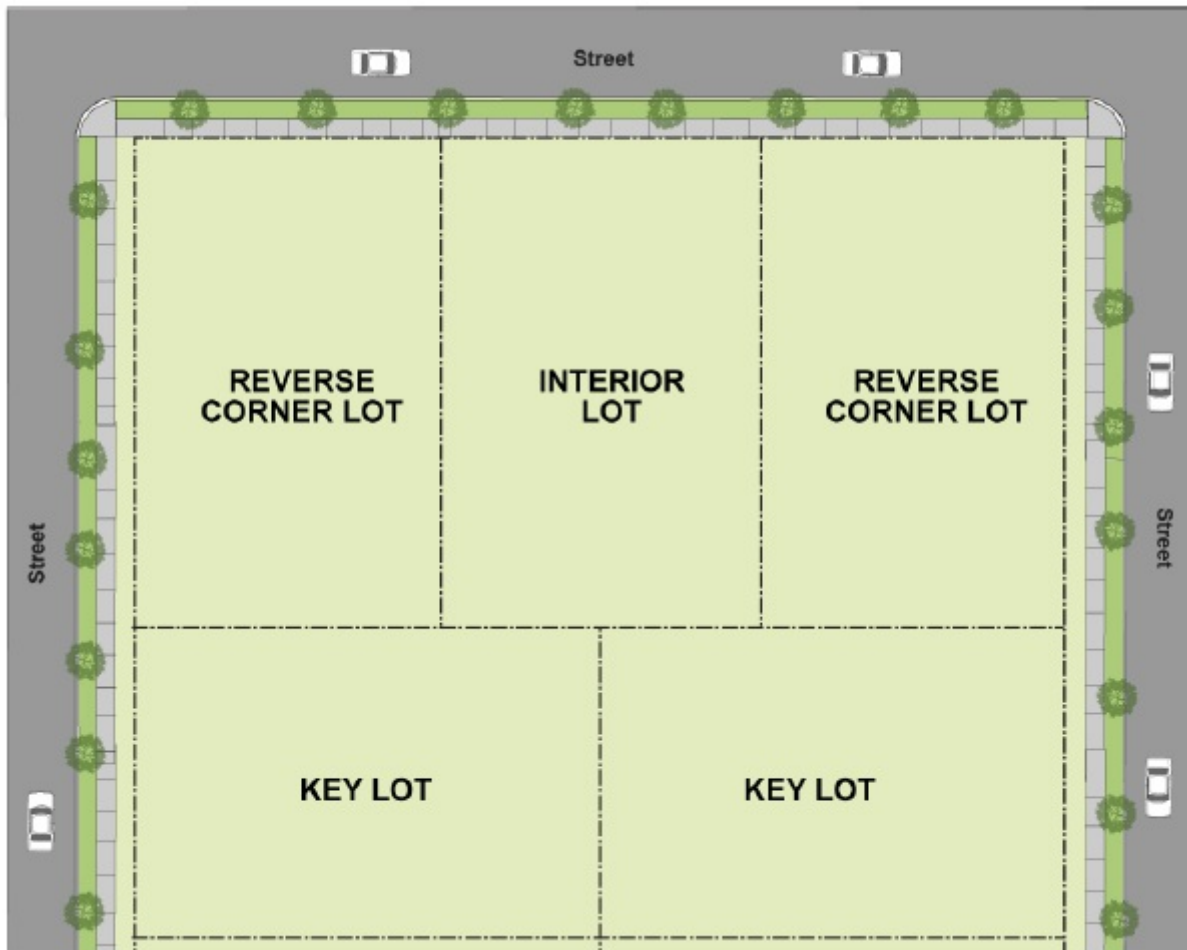 Street
REVERSE
CORNER LOT
INTERIOR
LOT
REVERSE
CORNER LOT
Street
Street
KEY LOT
KEY LOT